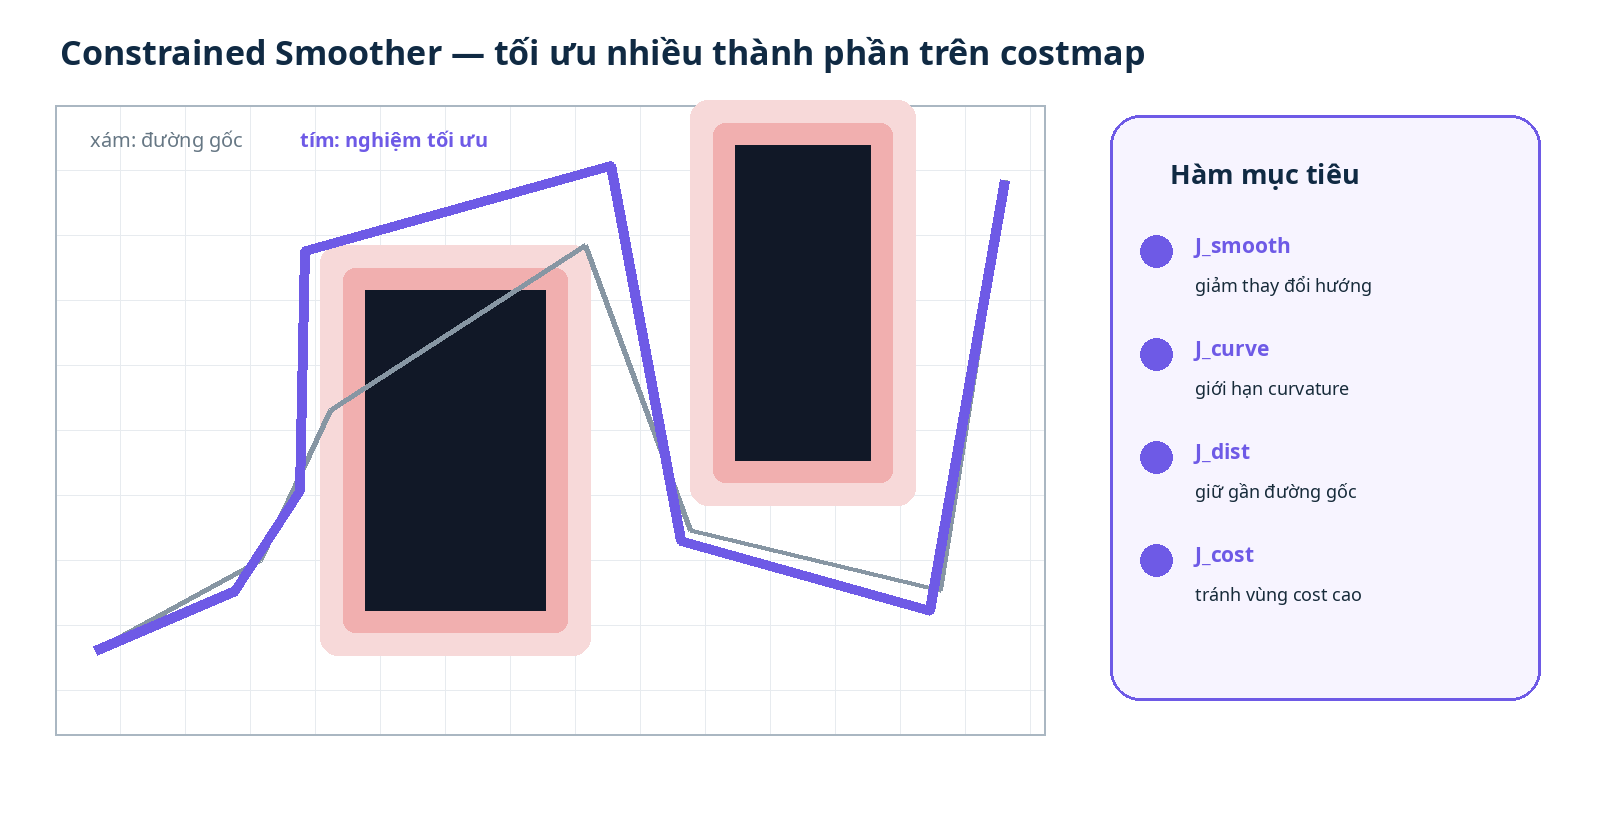 Constrained Smoother — tối ưu nhiều thành phần trên costmap
xám: đường gốc
tím: nghiệm tối ưu
Hàm mục tiêu
J_smooth
giảm thay đổi hướng
J_curve
giới hạn curvature
J_dist
giữ gần đường gốc
J_cost
tránh vùng cost cao